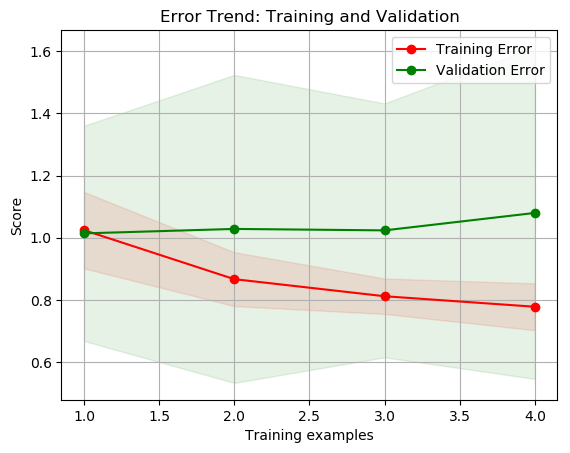 Error Trend: Training and Validation
Training Error
Validation Error
Score
1.6
1.4
1.2
1.0
0.8
0.6
1.0
1.5
2.0
2.5
3.0
3.5
4.0
Training examples